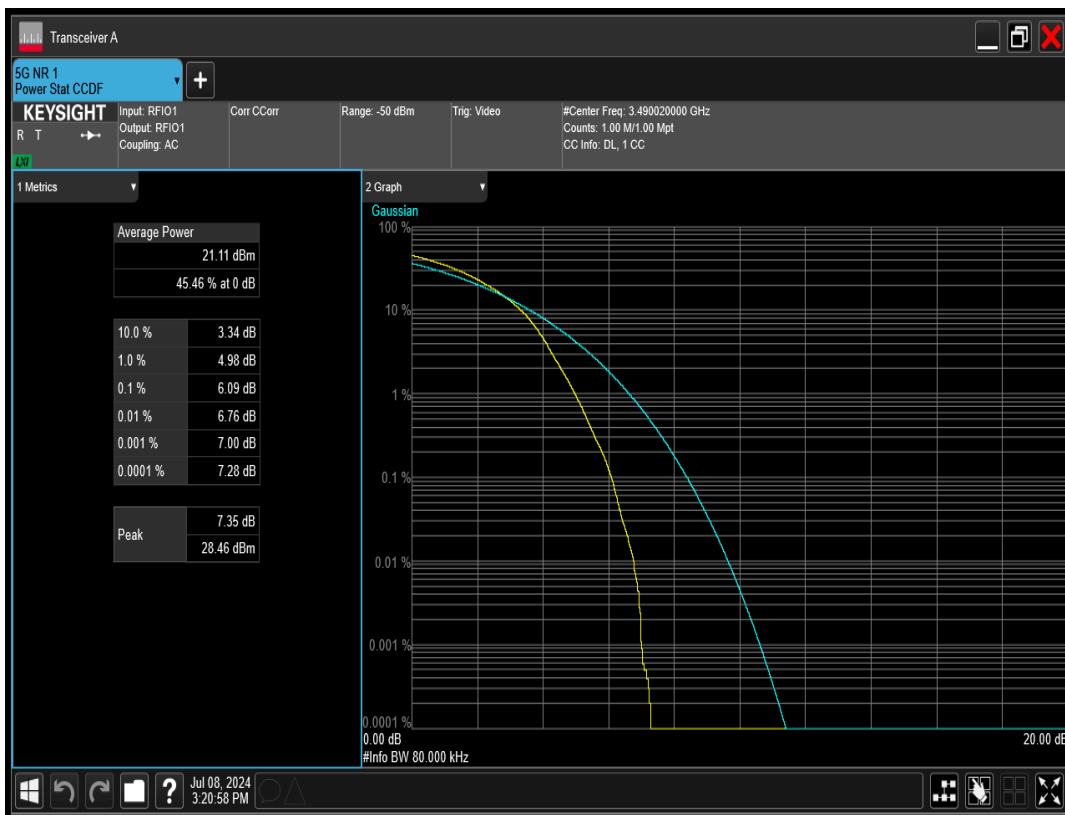 Transceiver A
5G NR 1
Power Stat CCDF
+
KEYSIGHT
R T
LXI
Input: RFIO1
Output: RFIO1
Coupling: AC
Corr CCorr
Range: -50 dBm
Trig: Video
#Center Freq: 3.490020000 GHz
Counts: 1.00 M/1.00 Mpt
CC Info: DL, 1 CC
1 Metrics
Average Power
21.11 dBm
45.46 % at 0 dB
10.0 % 3.34 dB
1.0 % 4.98 dB
0.1 % 6.09 dB
0.01 % 6.76 dB
0.001 % 7.00 dB
0.0001 % 7.28 dB
Peak
7.35 dB
28.46 dBm
2 Graph
Gaussian
100 %
10 %
1 %
0.1 %
0.01 %
0.001 %
0.0001 %
0.00 dB 20.00 dB
#Info BW 80.000 kHz
?
Jul 08, 2024
3:20:58 PM